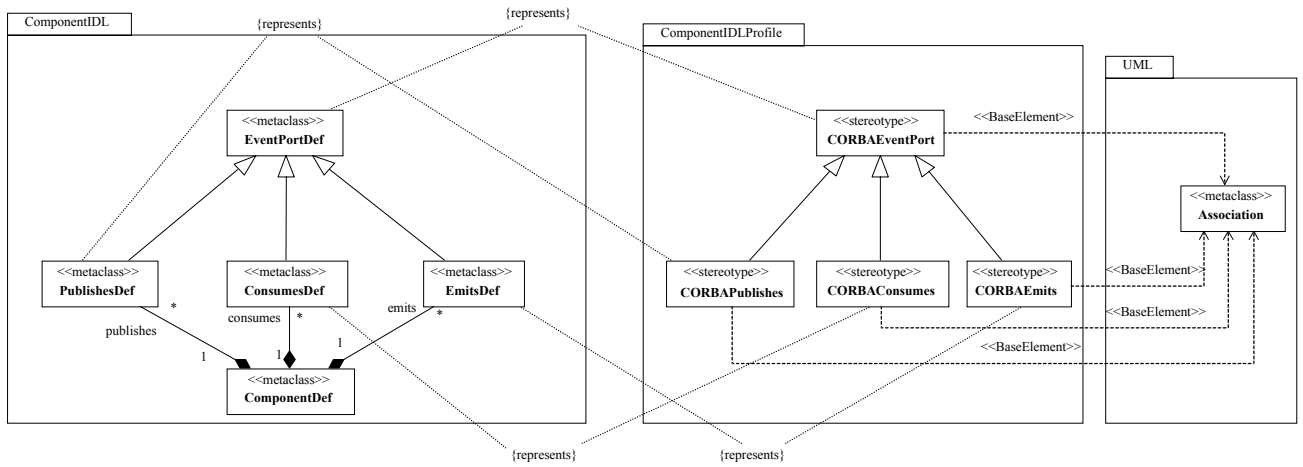 {represents}
ComponentIDL
{represents}
ComponentIDLProfile
UML
<<metaclass>>
EventPortDef
<<stereotype>>
CORBAEventPort
<<BaseElement>>
<<metaclass>>
Association
<<metaclass>>
PublishesDef
<<metaclass>>
ConsumesDef
<<metaclass>>
EmitsDef
<<stereotype>>
CORBAPublishes
<<stereotype>>
CORBAConsumes
<<stereotype>>
CORBAEmits
<<BaseElement>>
*
publishes
consumes
*
emits
*
<<BaseElement>>
<<BaseElement>>
1
1
1
<<metaclass>>
ComponentDef
{represents}
{represents}